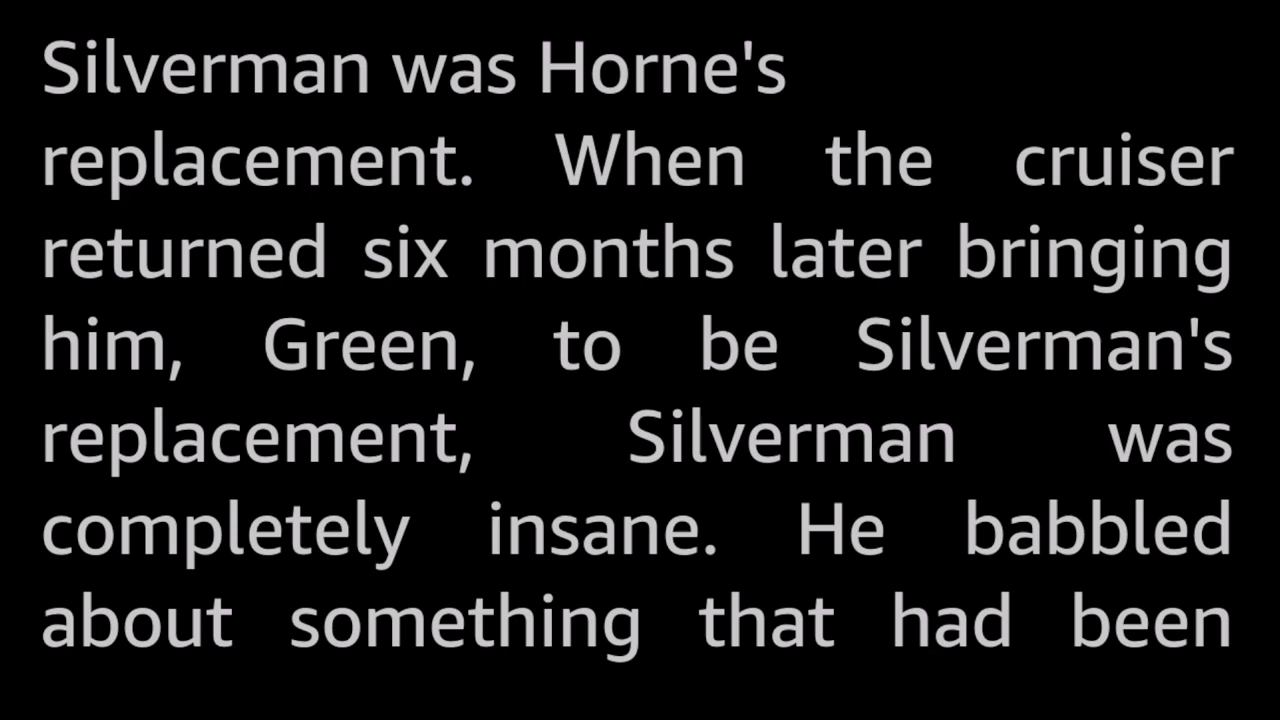 Silverman was Horne's
replacement. When the cruiser
returned six months later bringing
him, Green, to be Silverman's
replacement, Silverman was
completely insane. He babbled
about something that had been